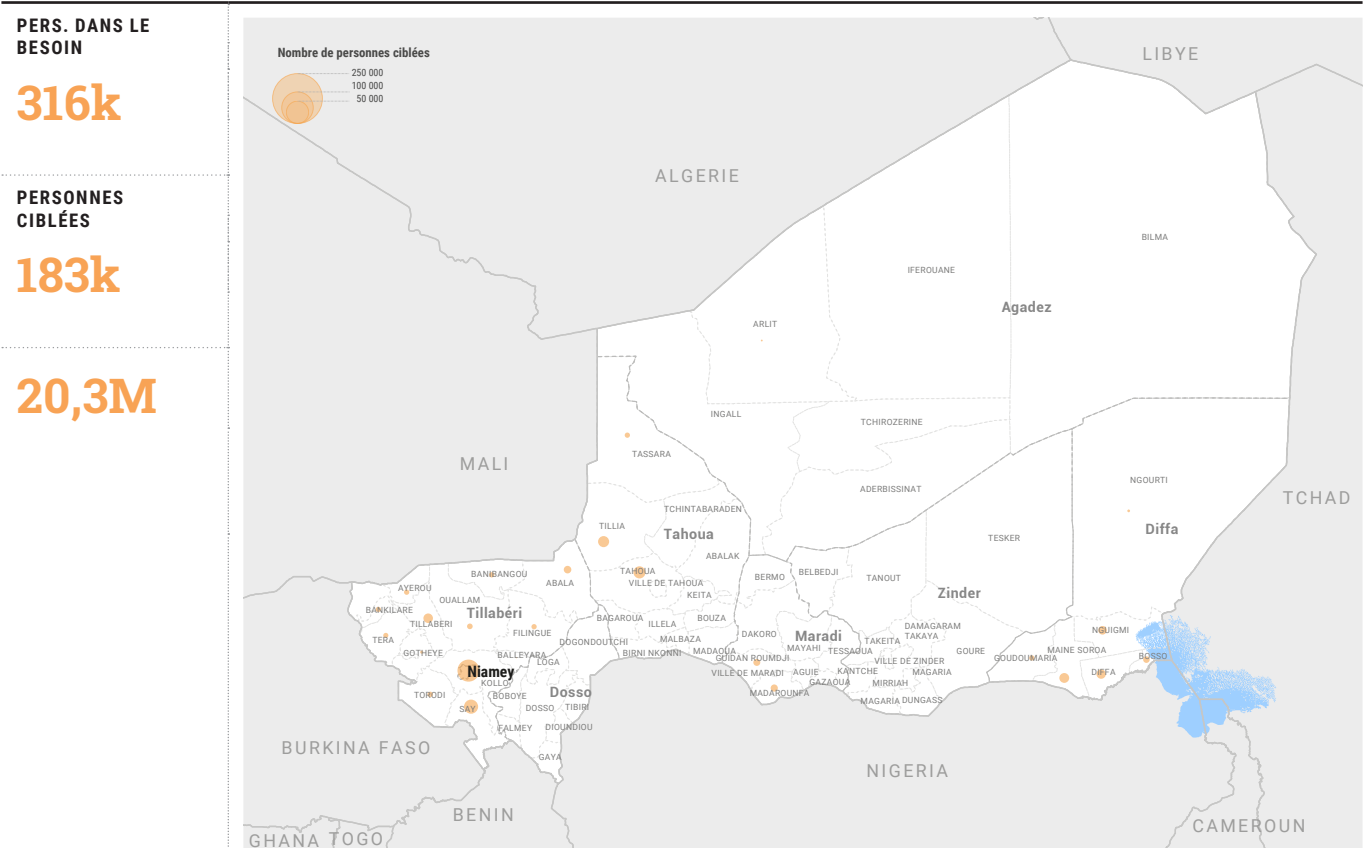 PERS. DANS LE
BESOIN
316k
PERSONNES
CIBLÉES
183k
20,3M
Nombre de personnes ciblées
250 000
100 000
50 000
LIBYE
ALGERIE
BILMA
IFEROUANE
Agadez
ARLIT
INGALL
TCHIROZERINE
TASSARA
MALI
ADERBISSINAT
NGOURTI
TCHAD
TCHINTABARADEN
TILLIA
Tahoua
Diffa
TESKER
ABALAK
TAHOUA
VILLE DE TAHOUA
BANIBANGOU
ABALA
BERMO
BELBEDJI
TANOUT
AYEROU
KEITA
Zinder
OUALLAM
BANKILARE
Tillabéri
TILLABERI
BAGAROUA
ILLELA
BOUZA
DAMAGARAM
TAKAYA
NGUIGMI
FILINGUE
DAKORO
Maradi
TERA
DOGONDOUTCHI
MALBAZA
TAKEITA
MAYAHI
TESSAOUA
GOURE
MAINE SOROA
GOTHEYE
BALLEYARA
BIRNI NKONNI
MADAOUA
GUIDAN ROUMDJI
VILLE DE ZINDER
GOUDOUMARIA
BOSSO
LOGA
Niamey
VILLE DE MARADI
AGUIE
KANTCHE
MAGARIA
DIFFA
KOLLO
GAZAOUA
MIRRIAH
TORODI
BOBOYE
Dosso
MADAROUNFA
MAGARIA
DUNGASS
SAY
DOSSO
TIBIRI
FALMEY
DIOUNDIOU
BURKINA FASO
GAYA
NIGERIA
BENIN
CAMEROUN
GHANA
TOGO